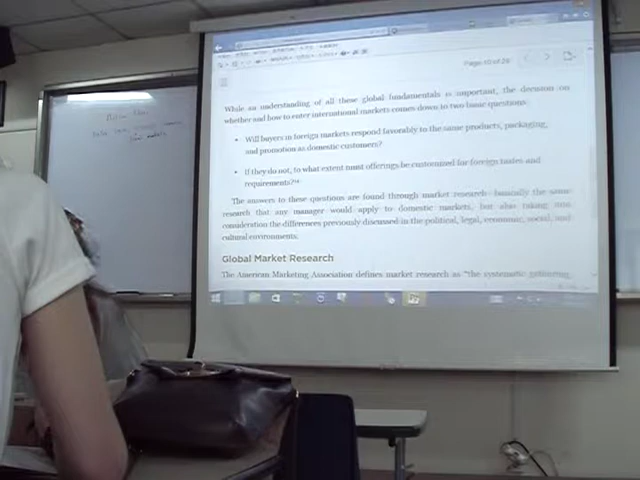 Page 10 of 29
While an understanding of all these global fundamentals is important, the decision on
whether and how to enter international markets comes down to two basic questions:
• Will buyers in foreign markets respond favorably to the same products, packaging,
and promotion as domestic customers?
• If they do not, to what extent must offerings be customized for foreign tastes and
requirements?
The answers to these questions are found through market research—basically the same
research that any manager would apply to domestic markets, but also taking into
consideration the differences previously discussed in the political, legal, economic, social, and
cultural environments.
Global Market Research
The American Marketing Association defines market research as "the systematic gathering,